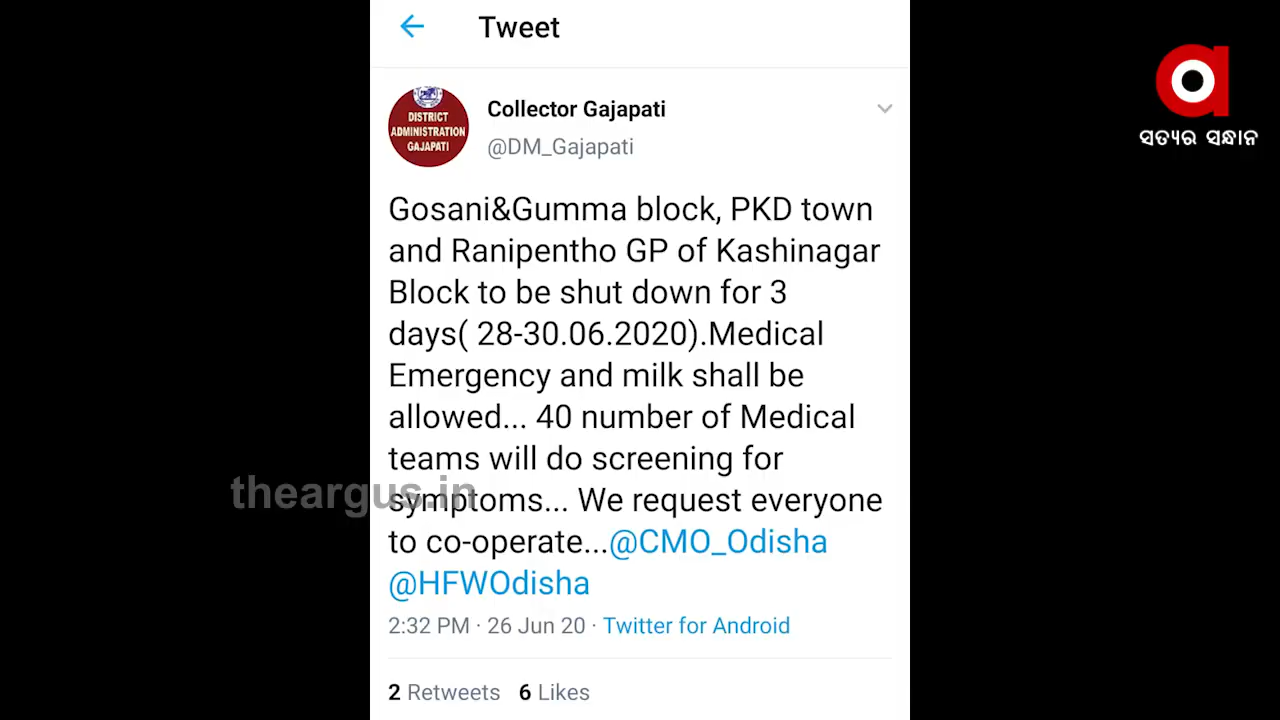 Tweet
DISTRICT
ADMINISTRATION
GAJAPATI
Collector Gajapati
@DM_Gajapati
ସତ୍ୟର ସନ୍ଧାନ
Gosani&Gumma block, PKD town
and Ranipentho GP of Kashinagar
Block to be shut down for 3
days( 28-30.06.2020).Medical
Emergency and milk shall be
allowed... 40 number of Medical
teams will do screening for
symptoms... We request everyone
to co-operate...@CMO_Odisha
@HFWOdisha
theargus.in
2:32 PM · 26 Jun 20 · Twitter for Android
2 Retweets 6 Likes